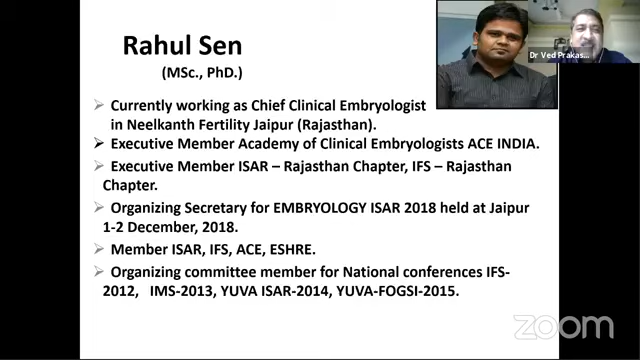 Rahul Sen
(MSc., PhD.)
Dr Ved Prakas...
➢ Currently working as Chief Clinical Embryologist
in Neelkanth Fertility Jaipur (Rajasthan).
➢ Executive Member Academy of Clinical Embryologists ACE INDIA.
➢ Executive Member ISAR – Rajasthan Chapter, IFS – Rajasthan
Chapter.
➢ Organizing Secretary for EMBRYOLOGY ISAR 2018 held at Jaipur
1-2 December, 2018.
➢ Member ISAR, IFS, ACE, ESHRE.
➢ Organizing committee member for National conferences IFS-
2012, IMS-2013, YUVA ISAR-2014, YUVA-FOGSI-2015.
zoom